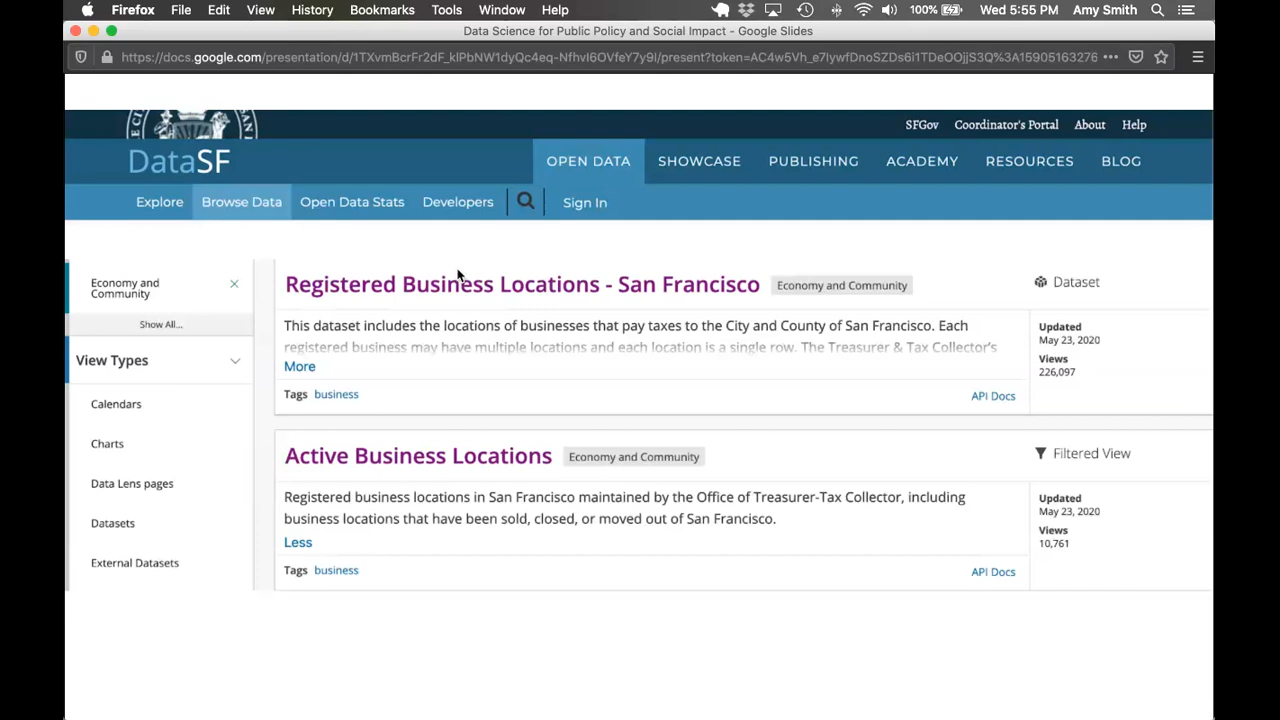 Firefox File Edit View History Bookmarks Tools Window Help 100% Wed 5:55 PM Amy Smith
Data Science for Public Policy and Social Impact - Google Slides
https://docs.google.com/presentation/d/1TXvmBcrFr2dF_klPbNW1dyQc4eq-NfhvI6OVfeY7y9I/present?token=AC4w5Vh_e7IywfDnoSZDs6i1TDeOOjjS3Q%3A15905163276
SFGov Coordinator's Portal About Help
DataSF OPEN DATA SHOWCASE PUBLISHING ACADEMY RESOURCES BLOG
Explore Browse Data Open Data Stats Developers Sign In
Economy and
Community
Show All...
View Types
Calendars
Charts
Data Lens pages
Datasets
External Datasets
Registered Business Locations - San Francisco Economy and Community Dataset
This dataset includes the locations of businesses that pay taxes to the City and County of San Francisco. Each
registered business may have multiple locations and each location is a single row. The Treasurer & Tax Collector's
More
Tags business
API Docs
Updated
May 23, 2020
Views
226,097
Active Business Locations Economy and Community Filtered View
Registered business locations in San Francisco maintained by the Office of Treasurer-Tax Collector, including
business locations that have been sold, closed, or moved out of San Francisco.
Less
Tags business
API Docs
Updated
May 23, 2020
Views
10,761